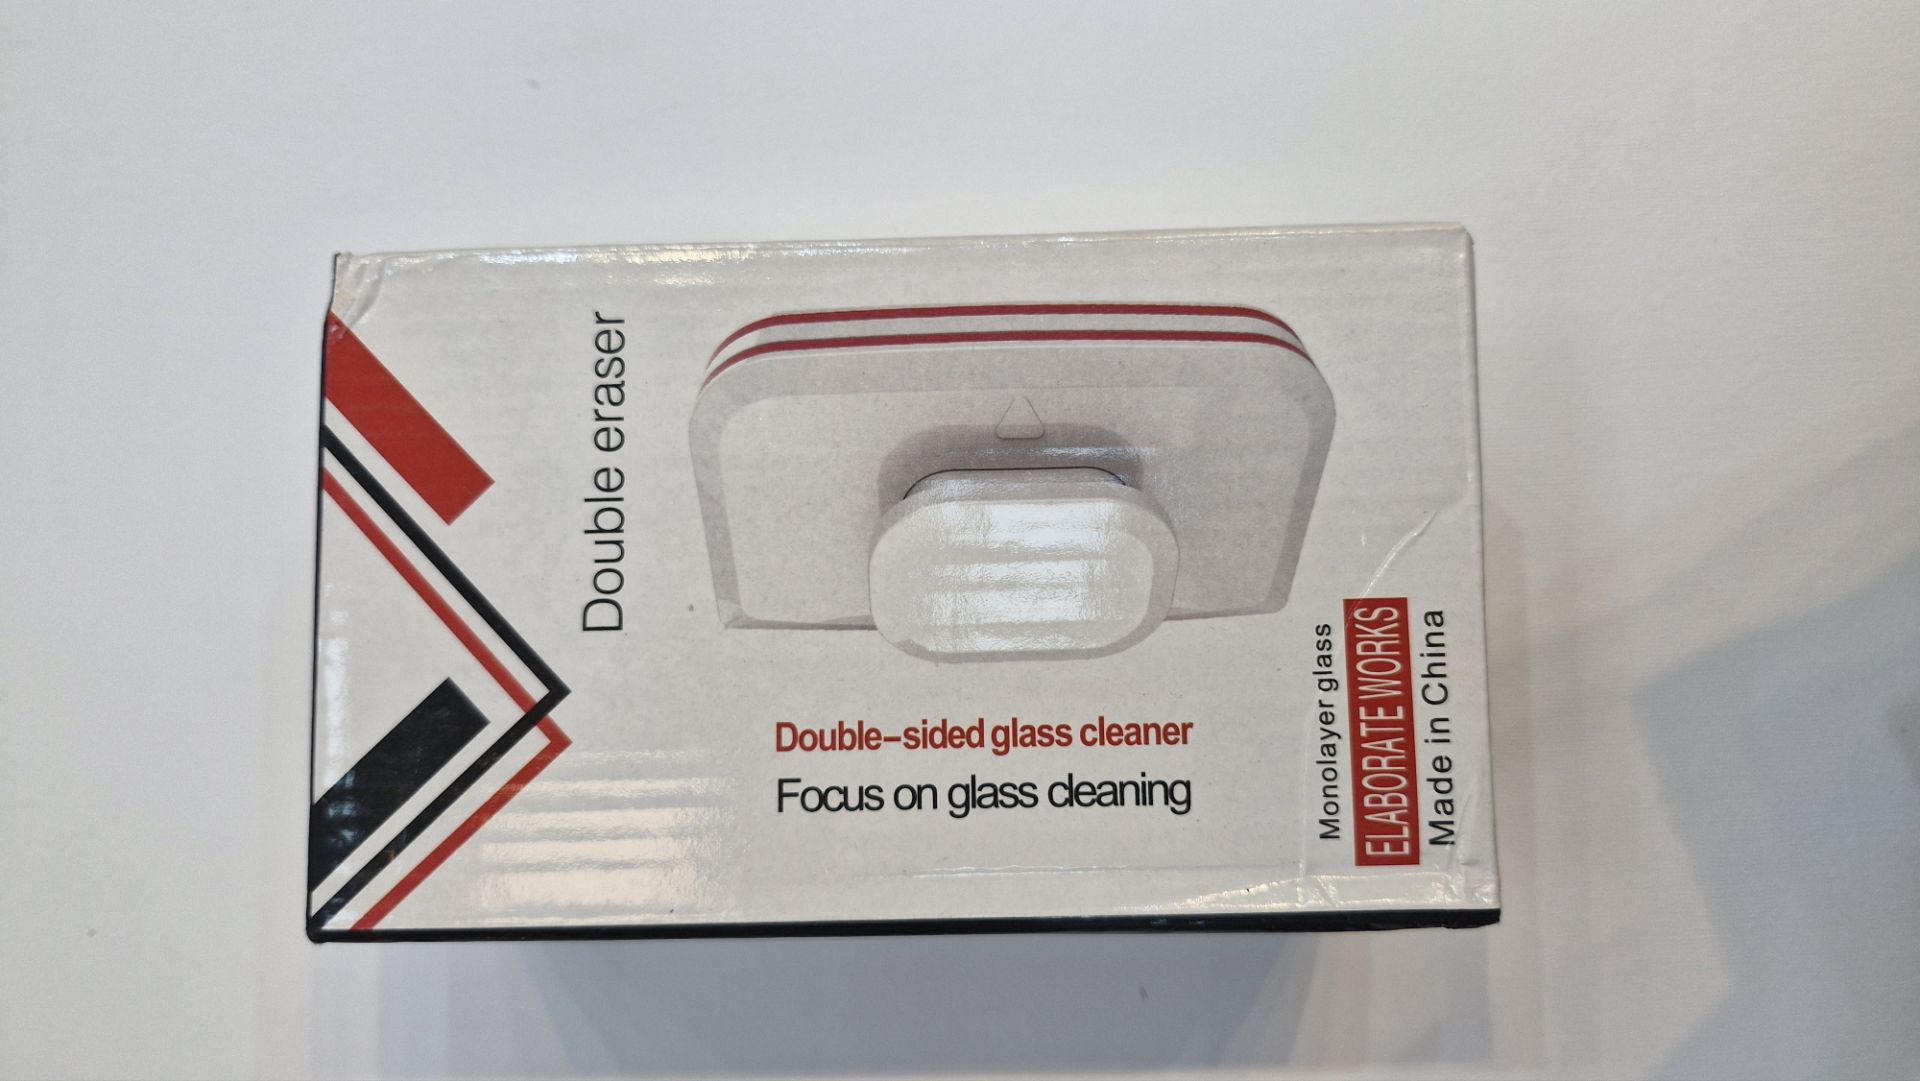 Double eraser
Double-sided glass cleaner
Focus on glass cleaning
Monolayer glass
ELABORATE WORKS
Made in China